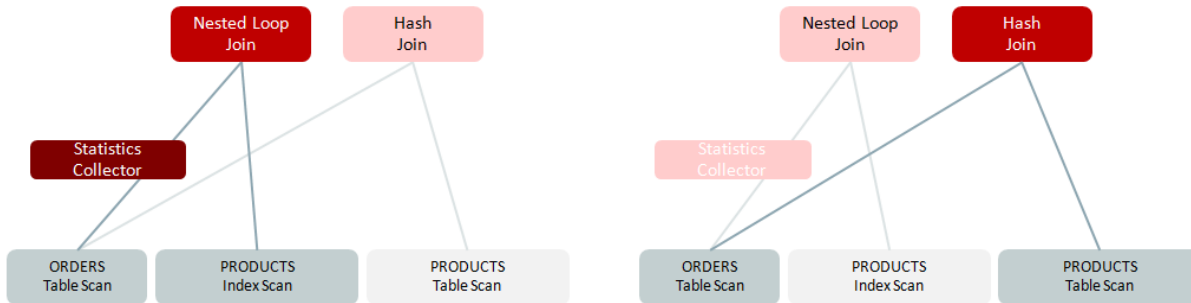 Nested Loop
Join
Hash
Join
Statistics
Collector
ORDERS
Table Scan
PRODUCTS
Index Scan
PRODUCTS
Table Scan
Nested Loop
Join
Hash
Join
Statistics
Collector
ORDERS
Table Scan
PRODUCTS
Index Scan
PRODUCTS
Table Scan